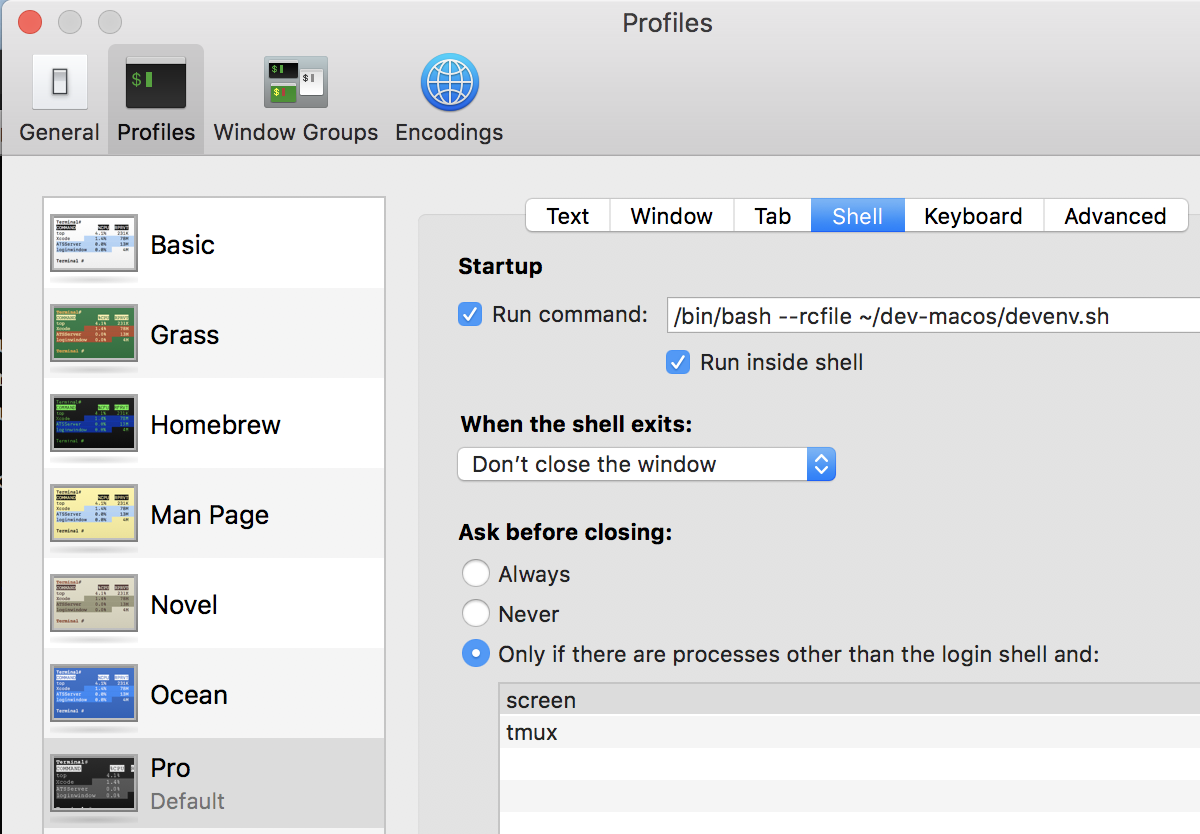 Profiles
General Profiles Window Groups Encodings
Text Window Tab Shell Keyboard Advanced
Basic
Grass
Homebrew
Man Page
Novel
Ocean
Pro
Default
Startup
Run command: /bin/bash --rcfile ~/dev-macos/devenv.sh
Run inside shell
When the shell exits:
Don’t close the window
Ask before closing:
Always
Never
Only if there are processes other than the login shell and:
screen
tmux